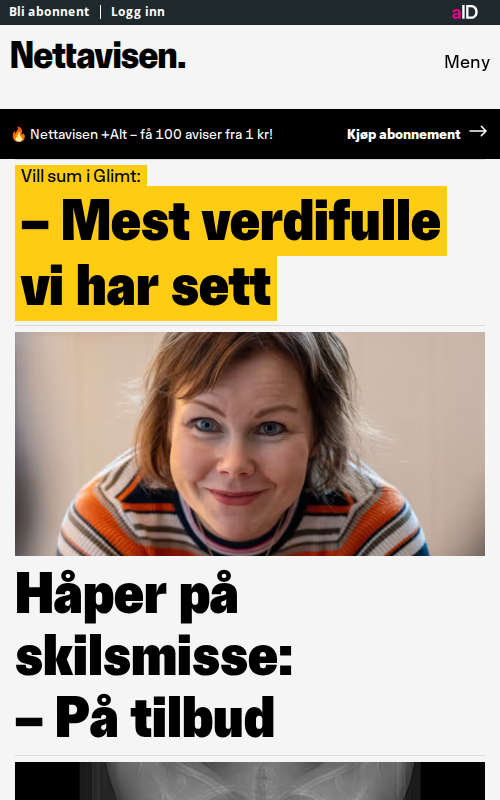 Bli abonnent | Logg inn
aID
Nettavisen.
Meny
🔥 Nettavisen +Alt – få 100 aviser fra 1 kr!
Kjøp abonnement →
Vill sum i Glimt:
– Mest verdifulle
vi har sett
Håper på
skilsmisse:
– På tilbud